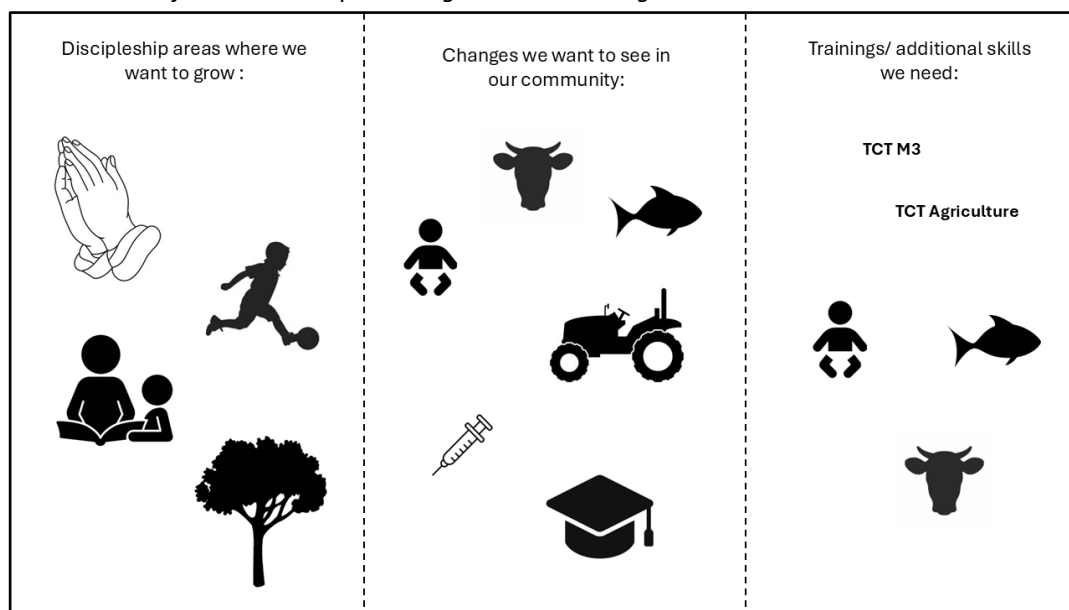 Discipleship areas where we
want to grow :
Changes we want to see in
our community:
Trainings/ additional skills
we need:
TCT M3
TCT Agriculture